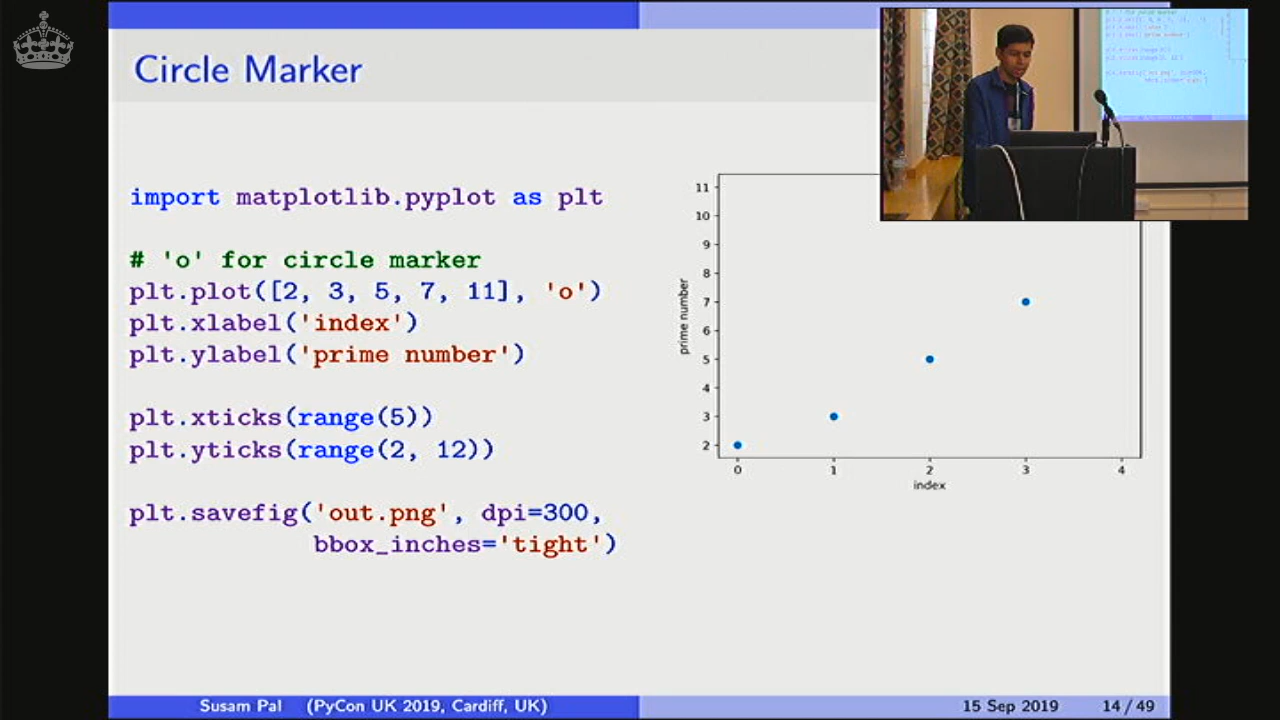 Circle Marker
import matplotlib.pyplot as plt
# 'o' for circle marker
plt.plot([2, 3, 5, 7, 11], 'o')
plt.xlabel('index')
plt.ylabel('prime number')
plt.xticks(range(5))
plt.yticks(range(2, 12))
plt.savefig('out.png', dpi=300,
bbox_inches='tight')
11
10
9
8
7
6
5
4
3
2
prime number
0 1 2 3 4
index
Susam Pal (PyCon UK 2019, Cardiff, UK) 15 Sep 2019 14 / 49